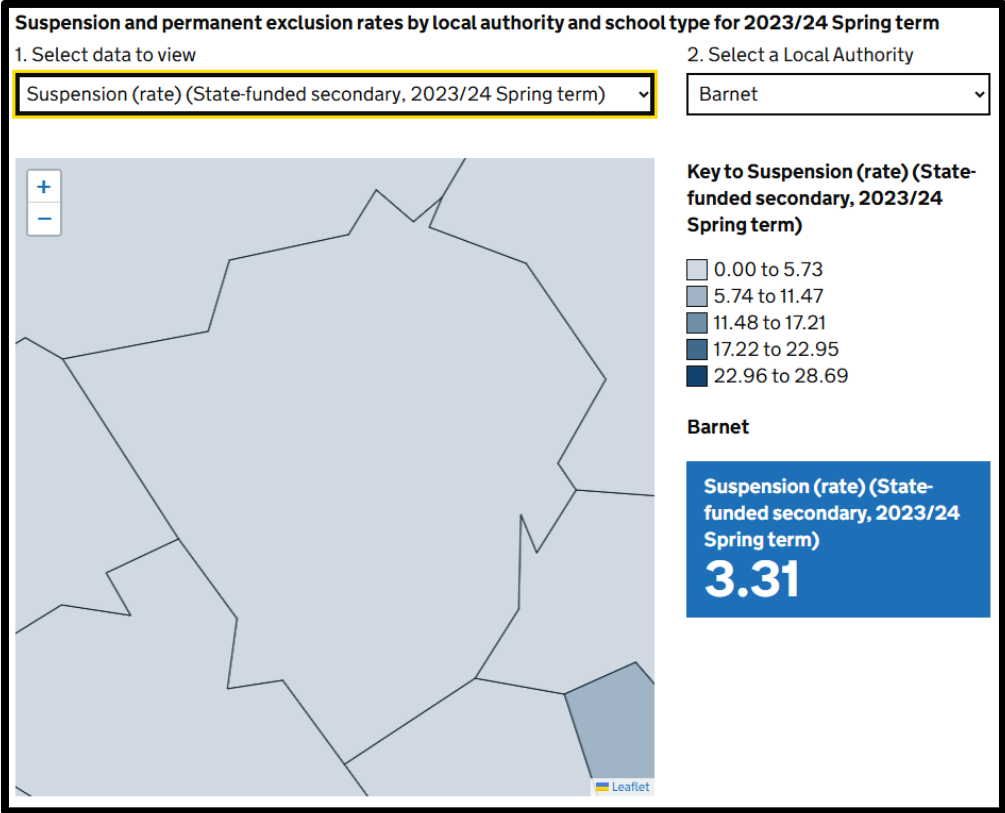 Suspension and permanent exclusion rates by local authority and school type for 2023/24 Spring term
1. Select data to view
2. Select a Local Authority
Suspension (rate) (State-funded secondary, 2023/24 Spring term)
Barnet
+
−
Key to Suspension (rate) (State-
funded secondary, 2023/24
Spring term)
0.00 to 5.73
5.74 to 11.47
11.48 to 17.21
17.22 to 22.95
22.96 to 28.69
Barnet
Suspension (rate) (State-
funded secondary, 2023/24
Spring term)
3.31
Leaflet